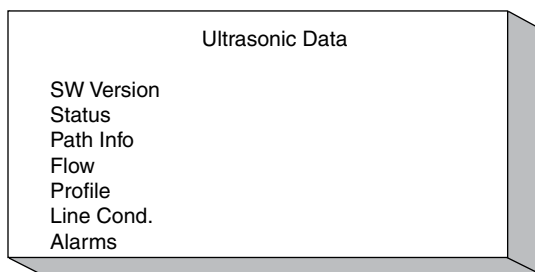 Ultrasonic Data
SW Version
Status
Path Info
Flow
Profile
Line Cond.
Alarms